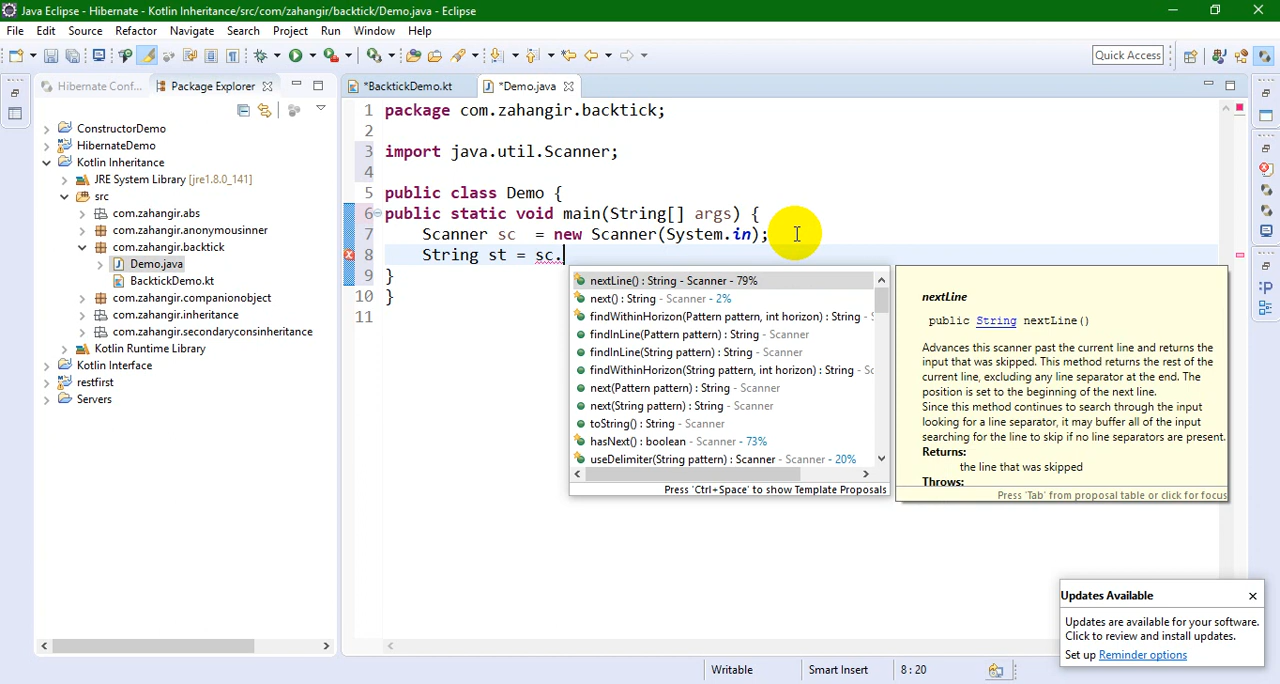 Java Eclipse - Hibernate - Kotlin Inheritance/src/com/zahangir/backtick/Demo.java - Eclipse
File Edit Source Refactor Navigate Search Project Run Window Help
Quick Access
Hibernate Conf...
Package Explorer
*BacktickDemo.kt
*Demo.java
ConstructorDemo
HibernateDemo
Kotlin Inheritance
JRE System Library [jre1.8.0_141]
src
com.zahangir.abs
com.zahangir.anonymousinner
com.zahangir.backtick
Demo.java
BacktickDemo.kt
com.zahangir.companionobject
com.zahangir.inheritance
com.zahangir.secondaryconsinheritance
Kotlin Runtime Library
Kotlin Interface
restfirst
Servers
1 package com.zahangir.backtick;
2
3 import java.util.Scanner;
4
5 public class Demo {
6 public static void main(String[] args) {
7 Scanner sc  = new Scanner(System.in);
8 String st = sc.
9 }
10 }
11
nextLine() : String - Scanner - 79%
next() : String - Scanner - 2%
findWithinHorizon(Pattern pattern, int horizon) : String - S
findInLine(Pattern pattern) : String - Scanner
findInLine(String pattern) : String - Scanner
findWithinHorizon(String pattern, int horizon) : String - Sc
next(Pattern pattern) : String - Scanner
next(String pattern) : String - Scanner
toString() : String - Scanner
hasNext() : boolean - Scanner - 73%
useDelimiter(String pattern) : Scanner - Scanner - 20%
Press 'Ctrl+Space' to show Template Proposals
nextLine
public String nextLine()
Advances this scanner past the current line and returns the
input that was skipped. This method returns the rest of the
current line, excluding any line separator at the end. The
position is set to the beginning of the next line.
Since this method continues to search through the input
looking for a line separator, it may buffer all of the input
searching for the line to skip if no line separators are present.
Returns:
the line that was skipped
Throws:
Press 'Tab' from proposal table or click for focus
Updates Available
Updates are available for your software.
Click to review and install updates.
Set up Reminder options
Writable
Smart Insert
8 : 20